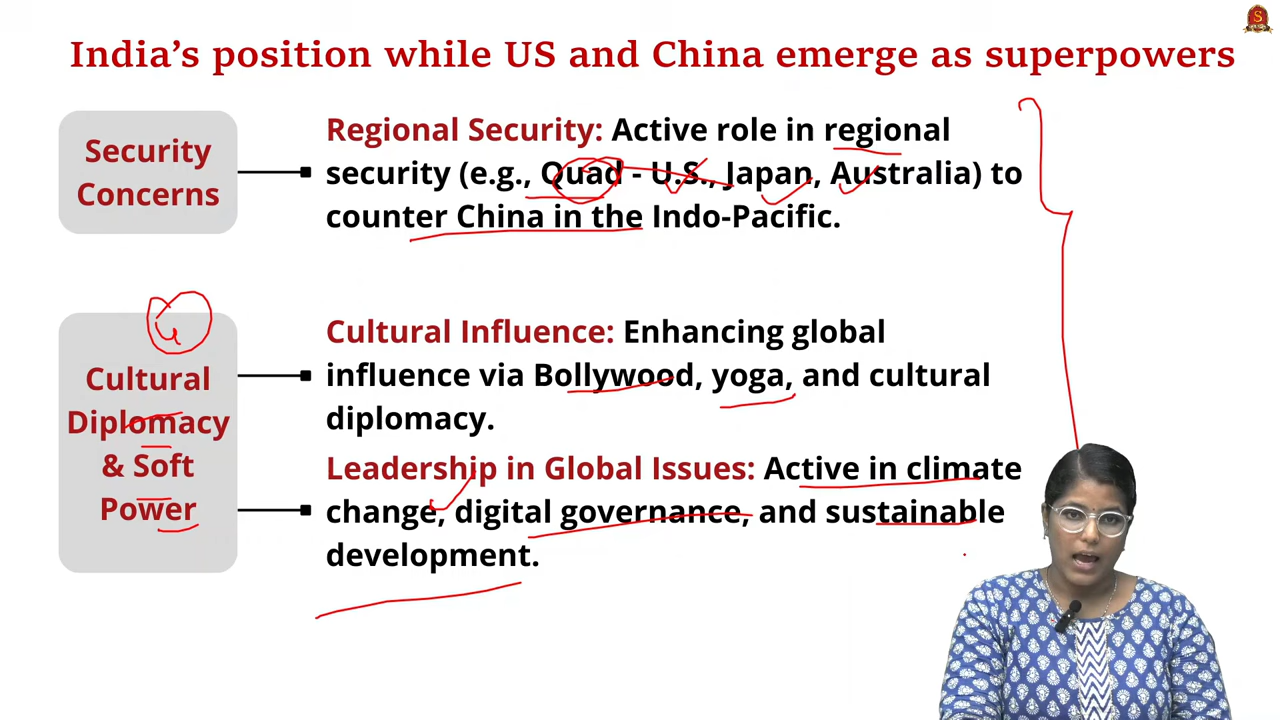 India's position while US and China emerge as superpowers
Security
Concerns
Regional Security: Active role in regional
security (e.g., Quad - U.S., Japan, Australia) to
counter China in the Indo-Pacific.
Cultural
Diplomacy
& Soft
Power
Cultural Influence: Enhancing global
influence via Bollywood, yoga, and cultural
diplomacy.
Leadership in Global Issues: Active in climate
change, digital governance, and sustainable
development.